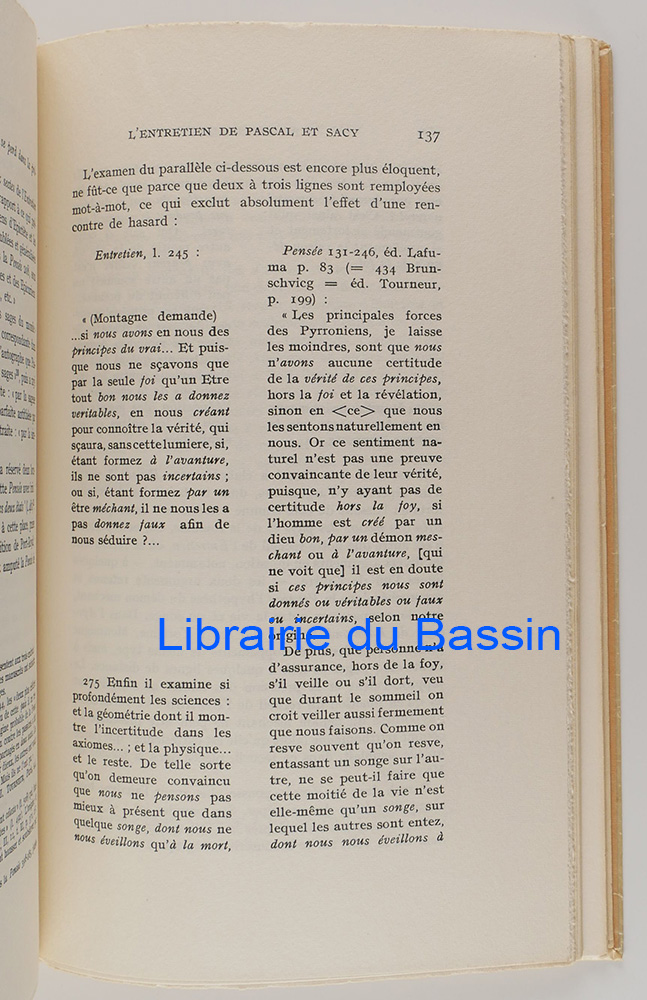 L'ENTRETIEN DE PASCAL ET SACY 137
L'examen du parallèle ci-dessous est encore plus éloquent,
ne fût-ce que parce que deux à trois lignes sont remployées
mot-à-mot, ce qui exclut absolument l'effet d'une ren-
contre de hasard :
Entretien, l. 245 :
« (Montagne demande)
...si nous avons en nous des
principes du vrai... Et puis-
que nous ne sçavons que
par la seule foi qu'un Etre
tout bon nous les a donnez
veritables, en nous créant
pour connoître la vérité, qui
sçaura, sans cette lumiere, si,
étant formez à l'avanture,
ils ne sont pas incertains ;
ou si, étant formez par un
être méchant, il ne nous les a
pas donnez faux afin de
nous séduire ?...
275 Enfin il examine si
profondément les sciences :
et la géométrie dont il mon-
tre l'incertitude dans les
axiomes... ; et la physique...
et le reste. De telle sorte
qu'on demeure convaincu
que nous ne pensons pas
mieux à présent que dans
quelque songe, dont nous ne
nous éveillons qu'à la mort,
Pensée 131-246, éd. Lafu-
ma p. 83 (= 434 Brun-
schvicg = éd. Tourneur,
p. 199) :
« Les principales forces
des Pyrroniens, je laisse
les moindres, sont que nous
n'avons aucune certitude
de la vérité de ces principes,
hors la foi et la révélation,
sinon en <ce> que nous
les sentons naturellement en
nous. Or ce sentiment na-
turel n'est pas une preuve
convaincante de leur vérité,
puisque, n'y ayant pas de
certitude hors la foy, si
l'homme est créé par un
dieu bon, par un démon mes-
chant ou à l'avanture, [qui
ne voit que] il est en doute
si ces principes nous sont
donnés ou véritables ou faux
ou incertains, selon notre
origine.
De plus, que personne n'a
d'assurance, hors de la foy,
s'il veille ou s'il dort, veu
que durant le sommeil on
croit veiller aussi fermement
que nous faisons. Comme on
resve souvent qu'on resve,
entassant un songe sur l'au-
tre, ne se peut-il faire que
cette moitié de la vie n'est
elle-même qu'un songe, sur
lequel les autres sont entez,
dont nous nous éveillons à
Librairie du Bassin